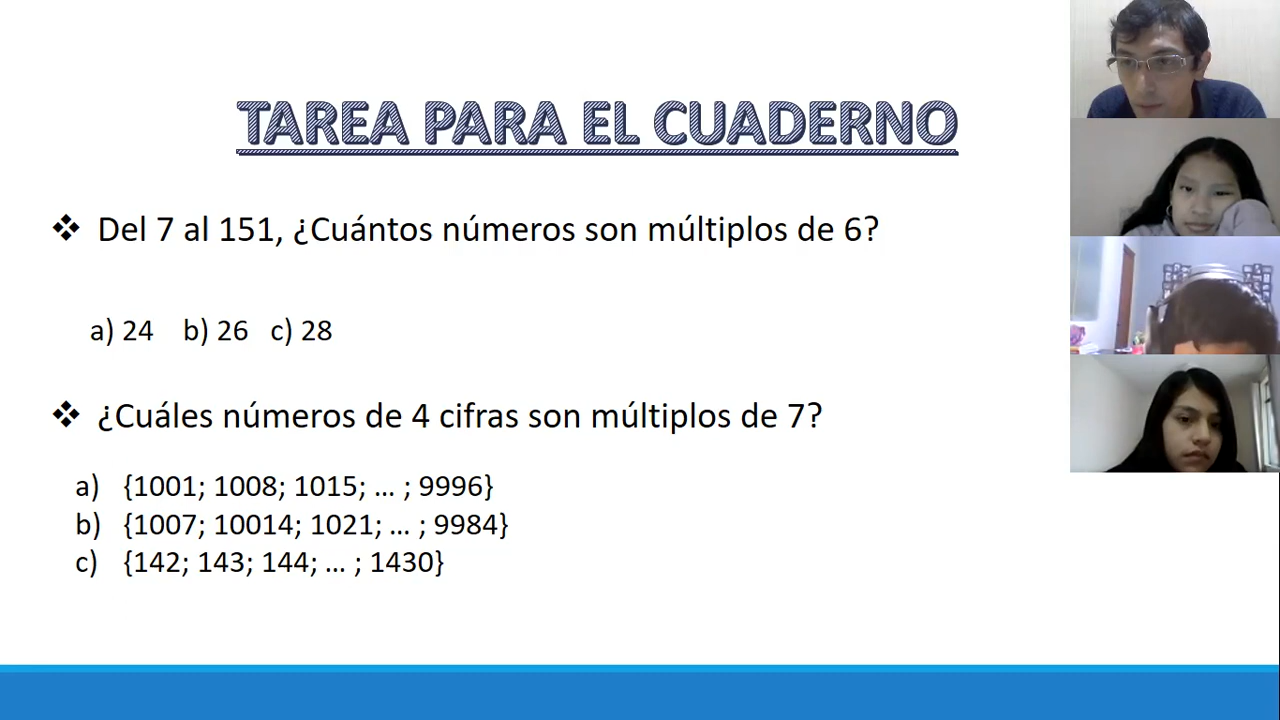 TAREA PARA EL CUADERNO
❖ Del 7 al 151, ¿Cuántos números son múltiplos de 6?
a) 24 b) 26 c) 28
❖ ¿Cuáles números de 4 cifras son múltiplos de 7?
a) {1001; 1008; 1015; ... ; 9996}
b) {1007; 10014; 1021; ... ; 9984}
c) {142; 143; 144; ... ; 1430}